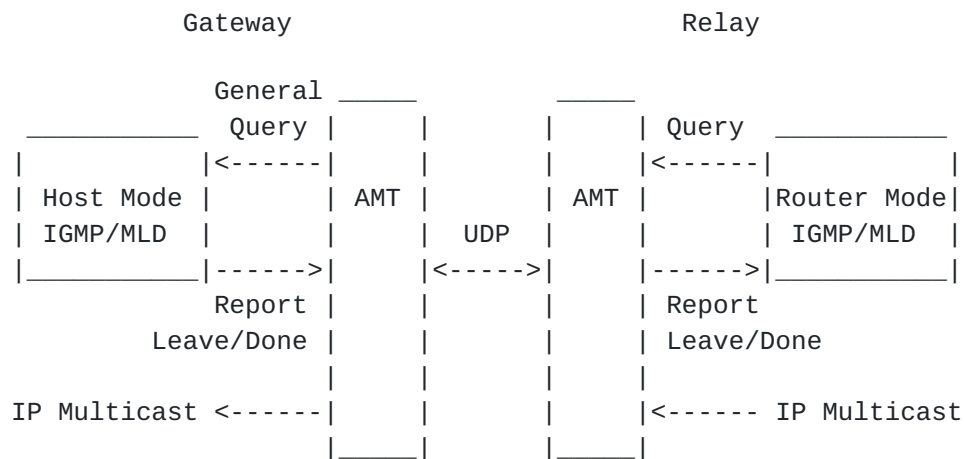 Gateway Relay
General
Query Query
Host Mode AMT AMT Router Mode
IGMP/MLD UDP IGMP/MLD
Report Report
Leave/Done Leave/Done
IP Multicast IP Multicast